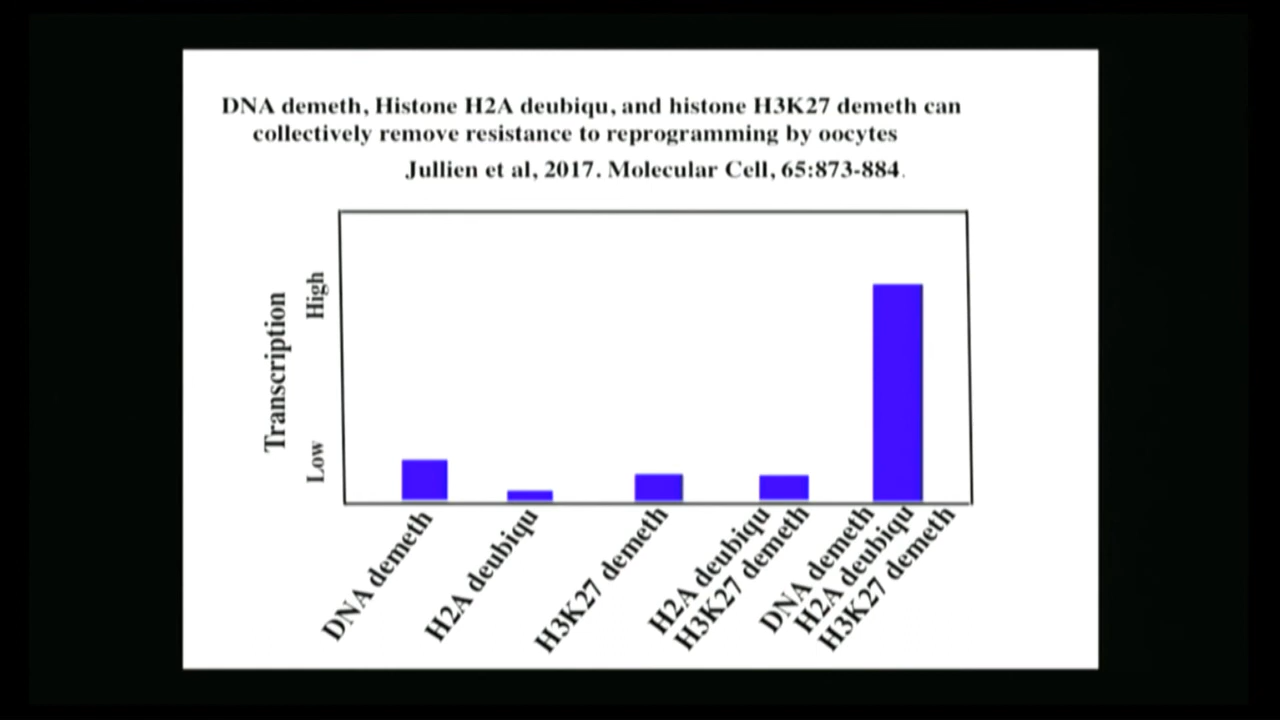 DNA demeth, Histone H2A deubiqu, and histone H3K27 demeth can
collectively remove resistance to reprogramming by oocytes
Jullien et al, 2017. Molecular Cell, 65:873-884.
Transcription
High
Low
DNA demeth
H2A deubiqu
H3K27 demeth
H2A deubiqu
H3K27 demeth
DNA demeth
H2A deubiqu
H3K27 demeth